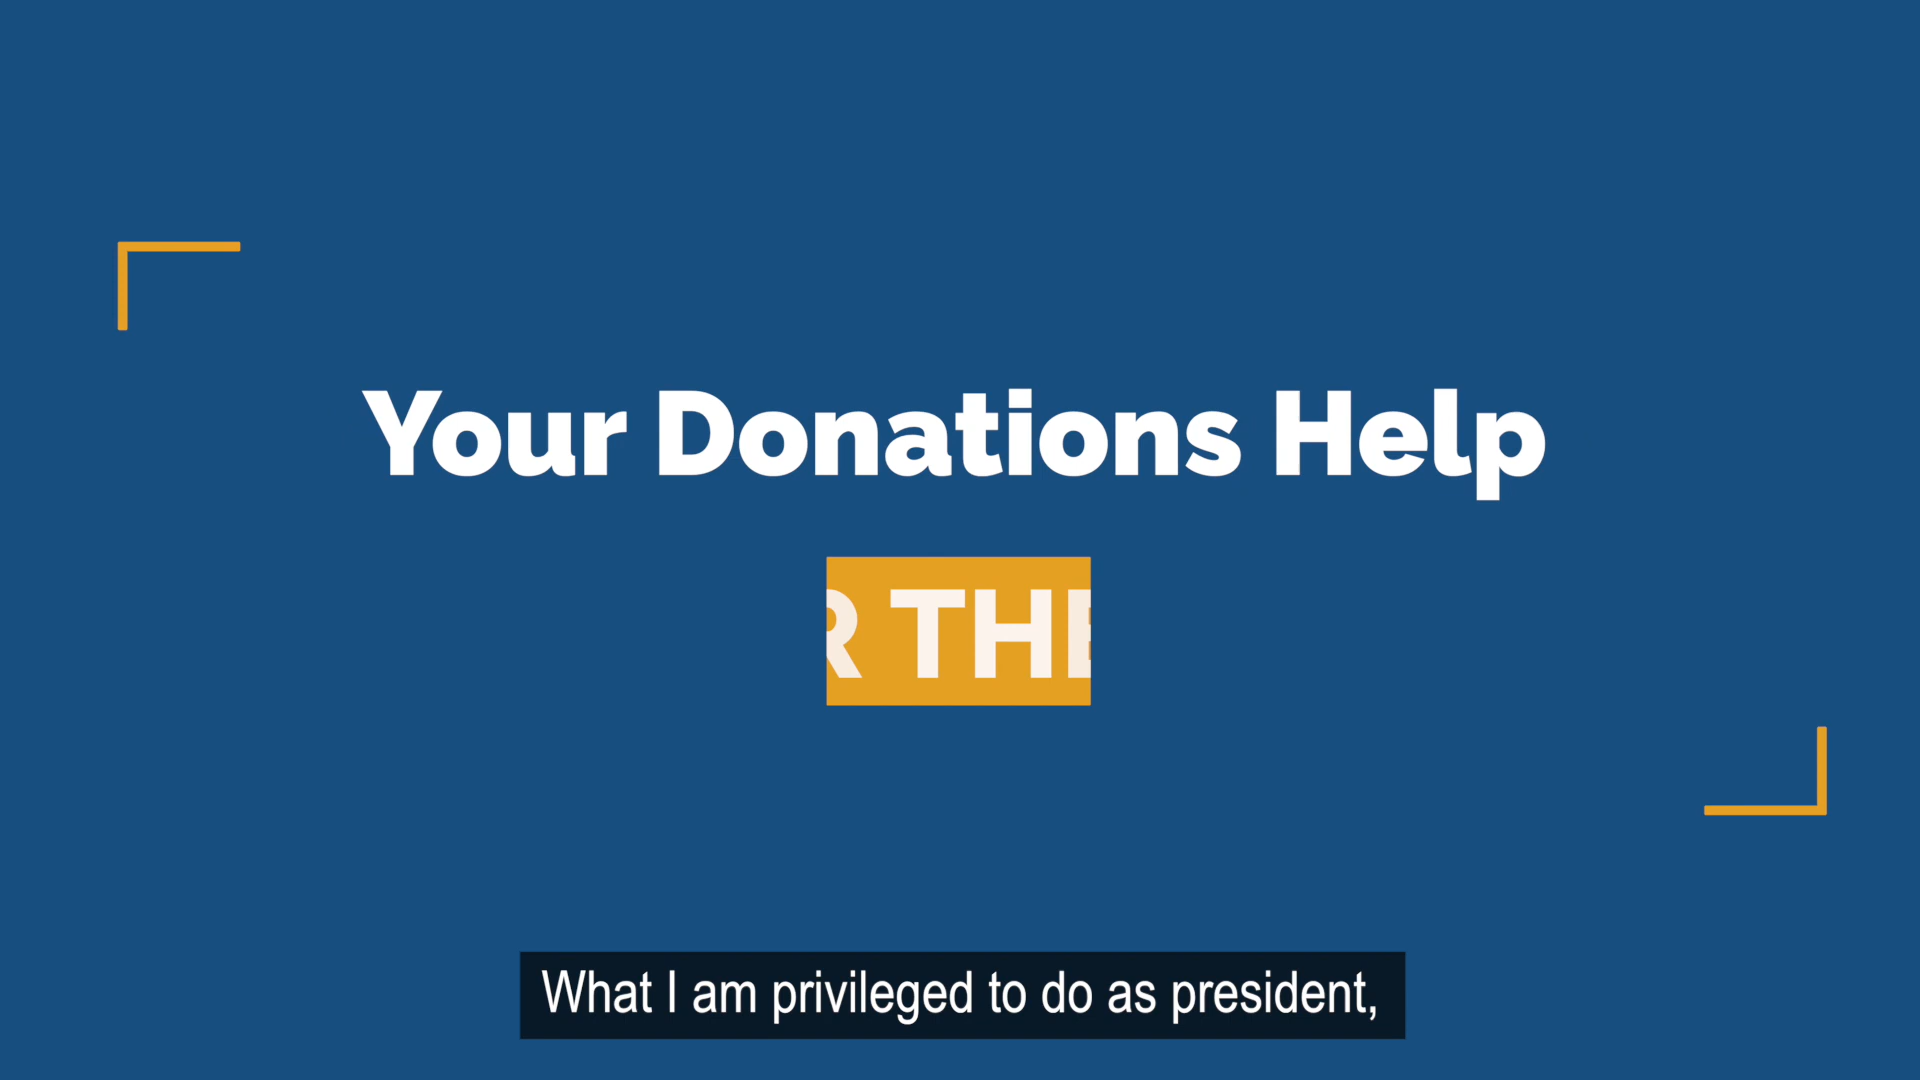 Your Donations Help
R THE
What I am privileged to do as president,